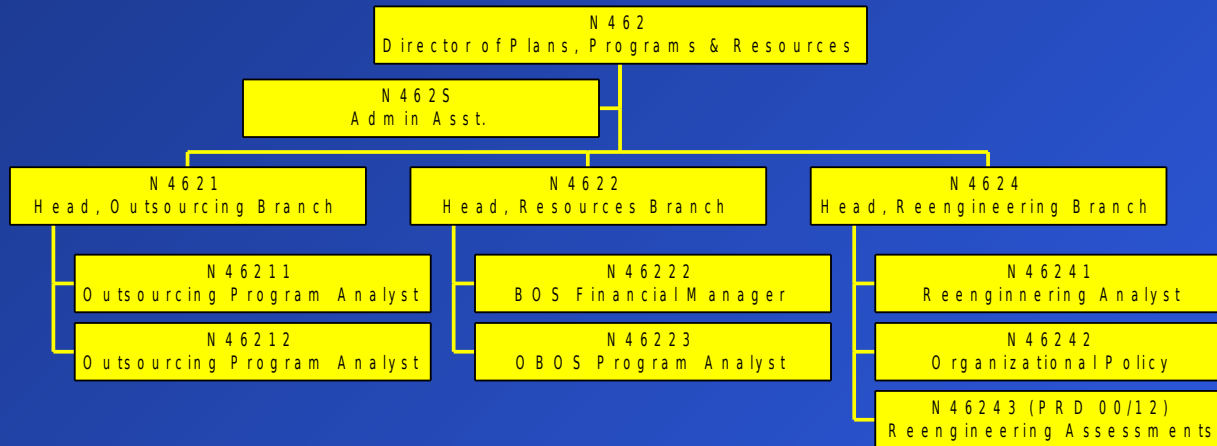 N462
Director of Plans, Programs & Resources
N462S
Admin Asst.
N4621
Head, Outsourcing Branch
N46211
Outsourcing Program Analyst
N46212
Outsourcing Program Analyst
N4622
Head, Resources Branch
N46222
BOS Financial Manager
N46223
OBOS Program Analyst
N4624
Head, Reengineering Branch
N46241
Reenginnering Analyst
N46242
Organizational Policy
N46243 (PRD 00/12)
Reengineering Assessments